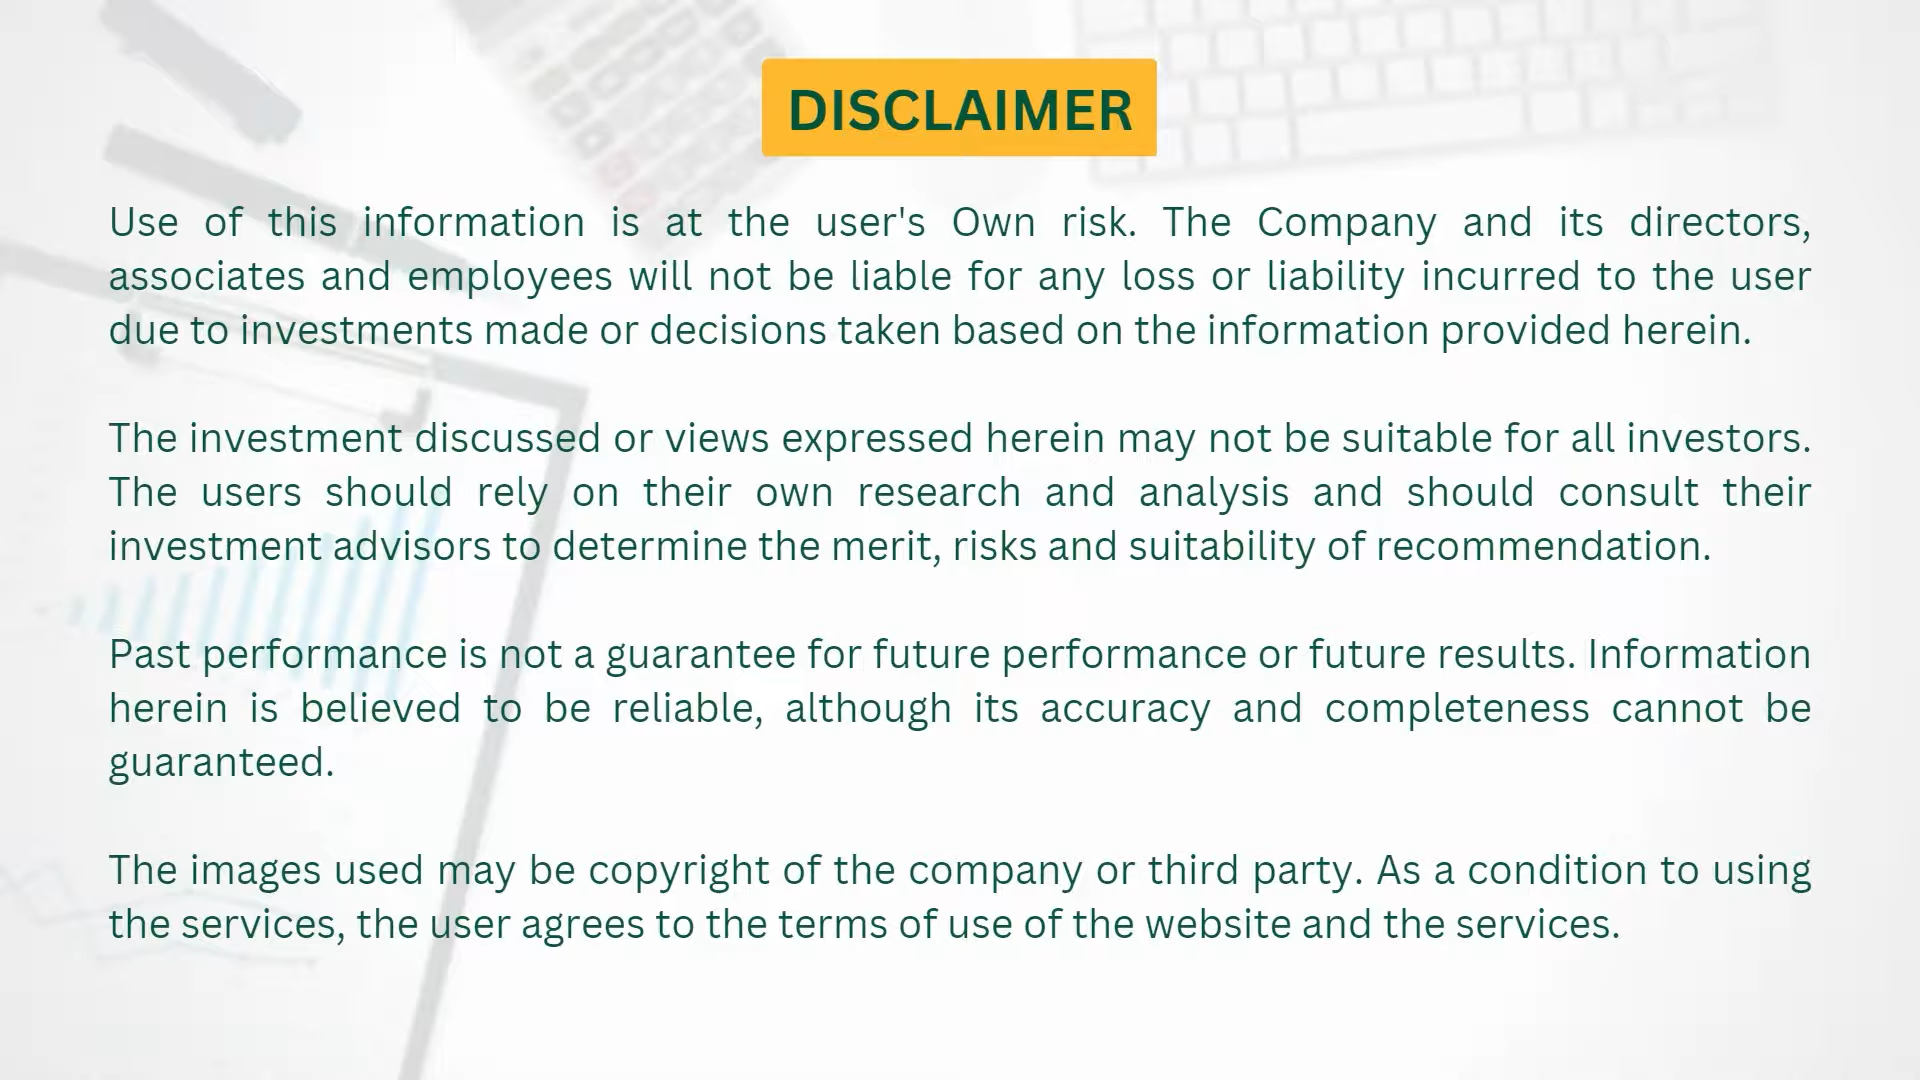 DISCLAIMER
Use of this information is at the user's Own risk. The Company and its directors,
associates and employees will not be liable for any loss or liability incurred to the user
due to investments made or decisions taken based on the information provided herein.
The investment discussed or views expressed herein may not be suitable for all investors.
The users should rely on their own research and analysis and should consult their
investment advisors to determine the merit, risks and suitability of recommendation.
Past performance is not a guarantee for future performance or future results. Information
herein is believed to be reliable, although its accuracy and completeness cannot be
guaranteed.
The images used may be copyright of the company or third party. As a condition to using
the services, the user agrees to the terms of use of the website and the services.